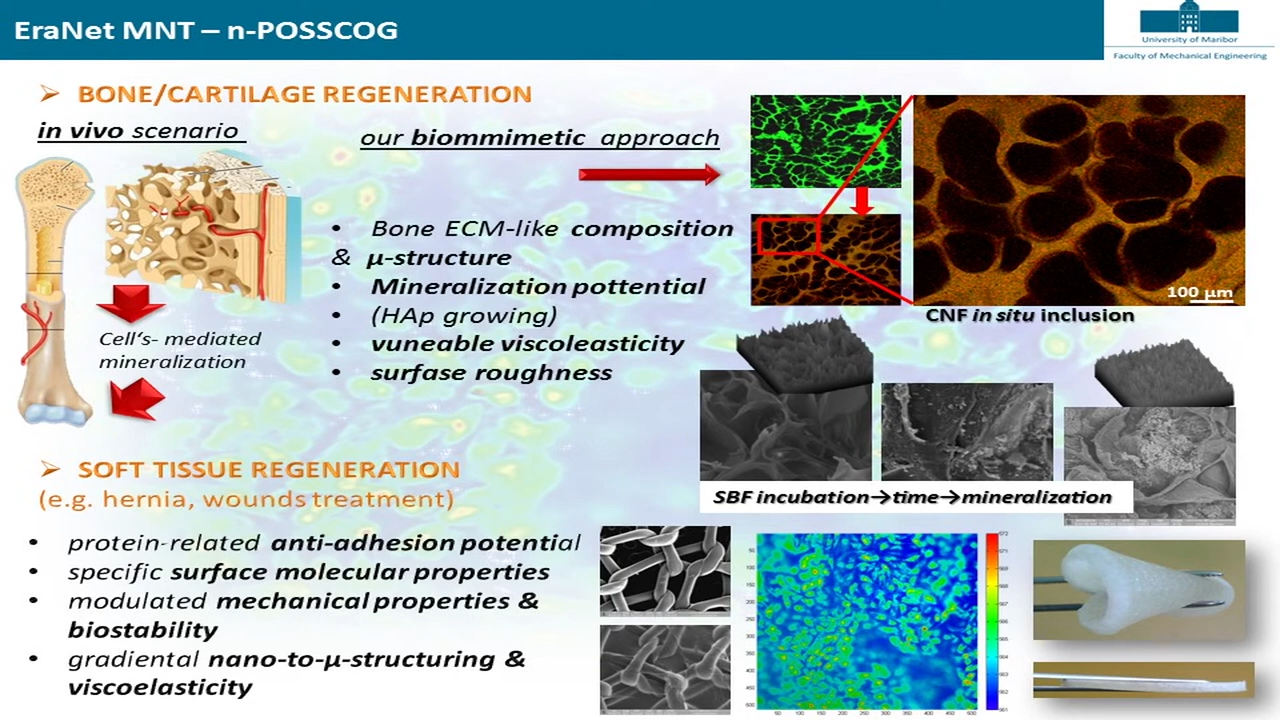 EraNet MNT – n-POSSCOG
University of Maribor
Faculty of Mechanical Engineering
➢ BONE/CARTILAGE REGENERATION
in vivo scenario
our biommimetic approach
• Bone ECM-like composition
& µ-structure
• Mineralization pottential
• (HAp growing)
• vuneable viscoleasticity
• surfase roughness
Cell‘s- mediated
mineralization
100 µm
CNF in situ inclusion
SBF incubation→time→mineralization
➢ SOFT TISSUE REGENERATION
(e.g. hernia, wounds treatment)
• protein-related anti-adhesion potential
• specific surface molecular properties
• modulated mechanical properties &
biostability
• gradiental nano-to-µ-structuring &
viscoelasticity